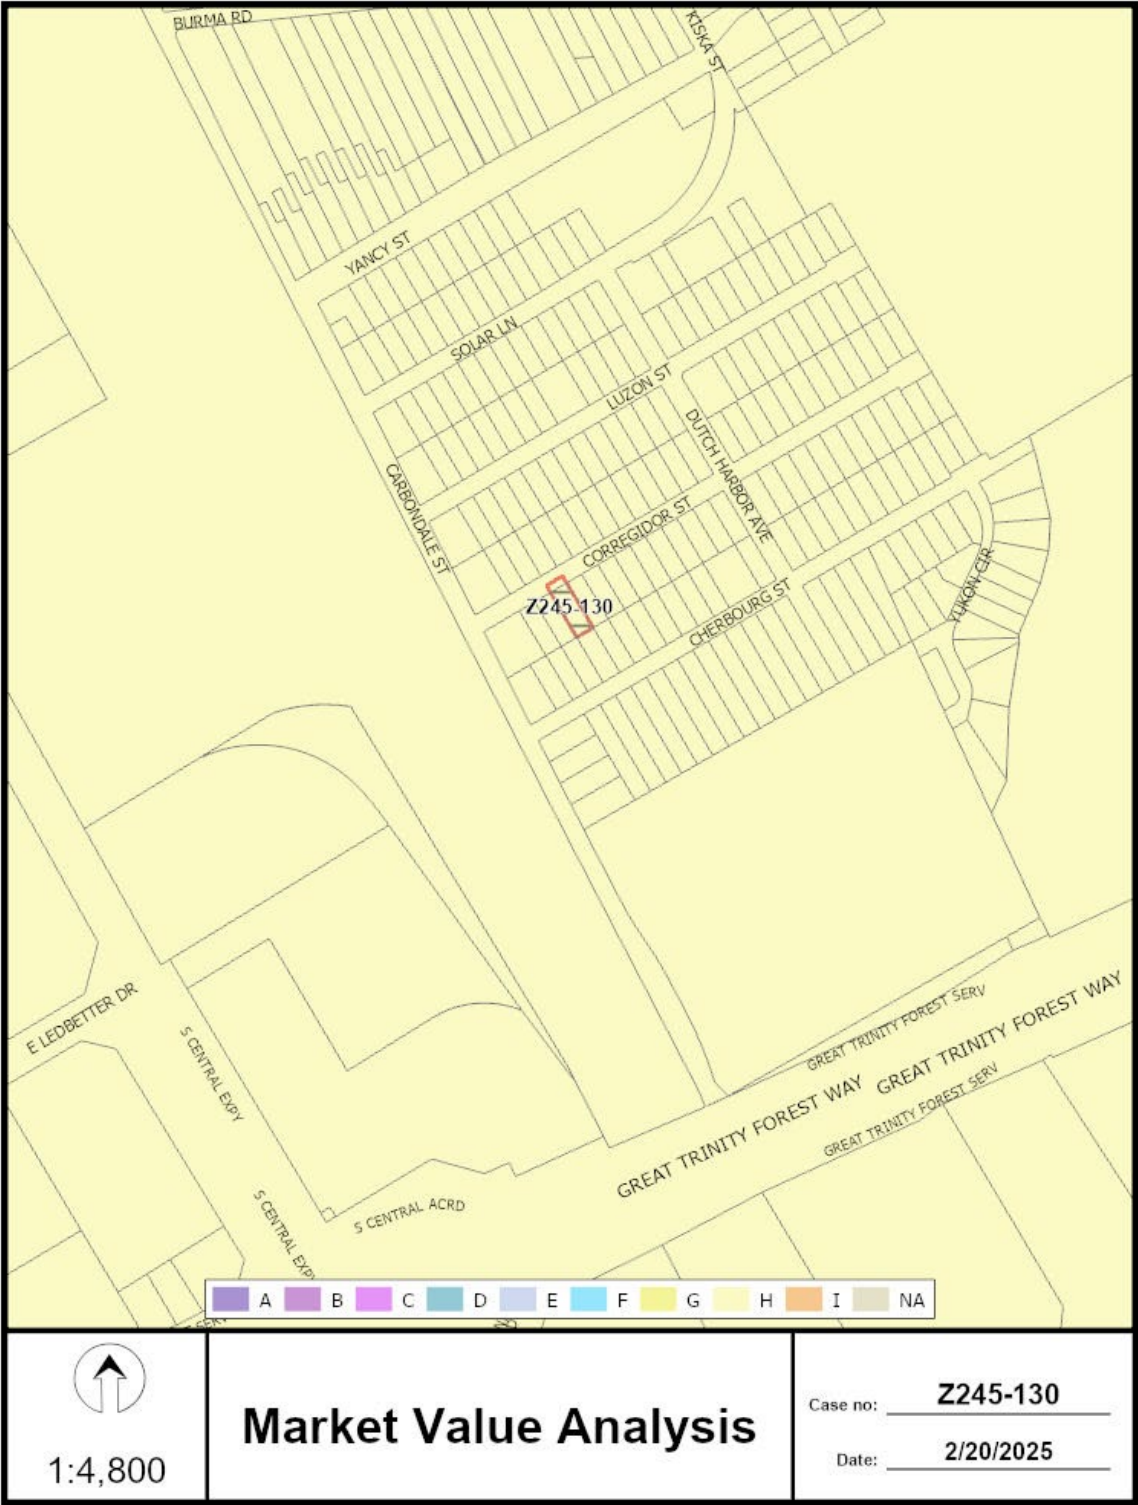 BURMA RD
KISKA ST
YANCY ST
SOLAR LN
LUZON ST
DUTCH HARBOR AVE
CARBONDALE ST
CORREGIDOR ST
Z245-130
CHERBOURG ST
YUKON CIR
E LEDBETTER DR
S CENTRAL EXPY
GREAT TRINITY FOREST SERV
GREAT TRINITY FOREST WAY
GREAT TRINITY FOREST WAY
GREAT TRINITY FOREST SERV
S CENTRAL ACRD
S CENTRAL EXPY
A B C D E F G H I NA
1:4,800
Market Value Analysis
Case no: Z245-130
Date: 2/20/2025